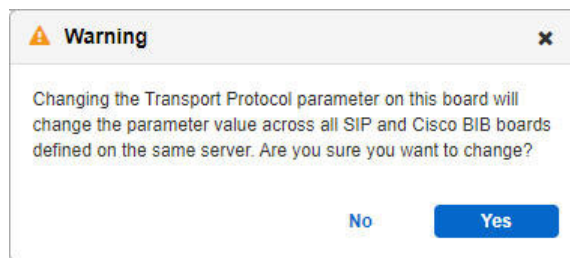 Warning
Changing the Transport Protocol parameter on this board will
change the parameter value across all SIP and Cisco BIB boards
defined on the same server. Are you sure you want to change?
No Yes